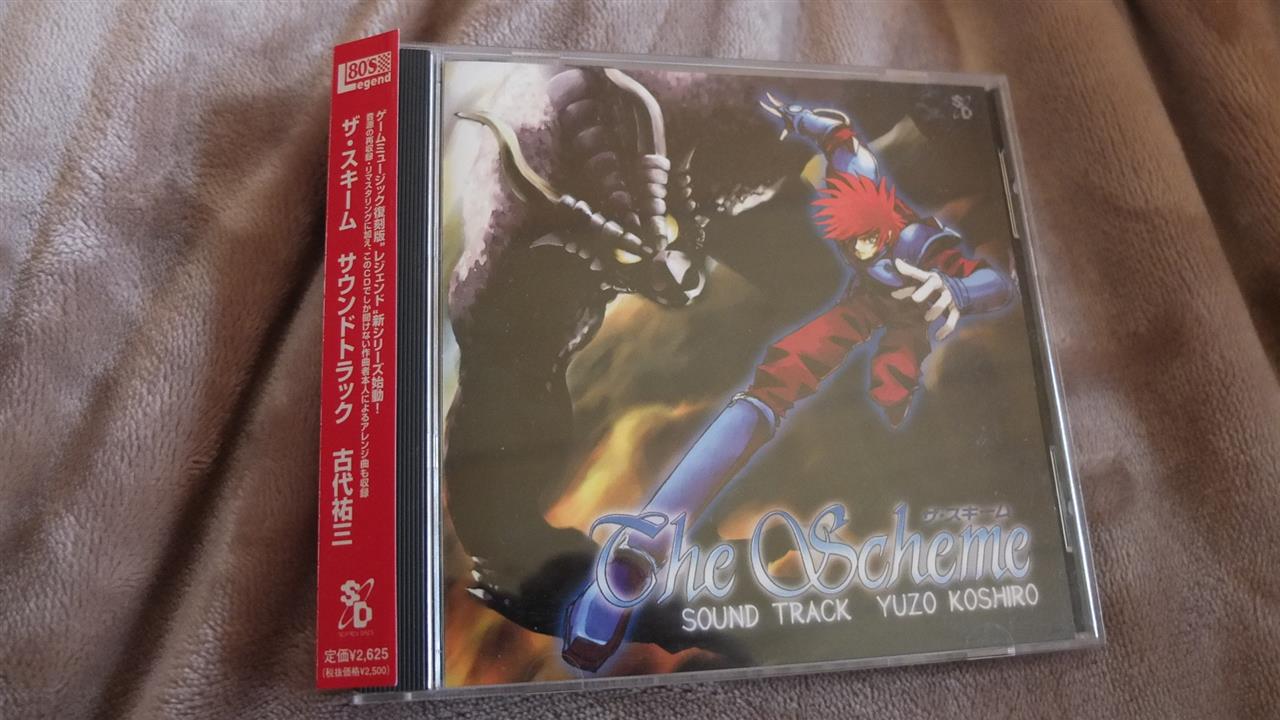 80S
Legend
ゲームミュージック復刻版"レジェンド"新シリーズ始動!
音源の再収録・リマスタリングに加え、このCDでしか聞けない作曲者本人によるアレンジ曲も収録
ザ・スキーム サウンドトラック 古代祐三
SD
定価¥2,625
(税抜価格¥2,500)
SD
ザ・スキーム
The Scheme
SOUND TRACK YUZO KOSHIRO